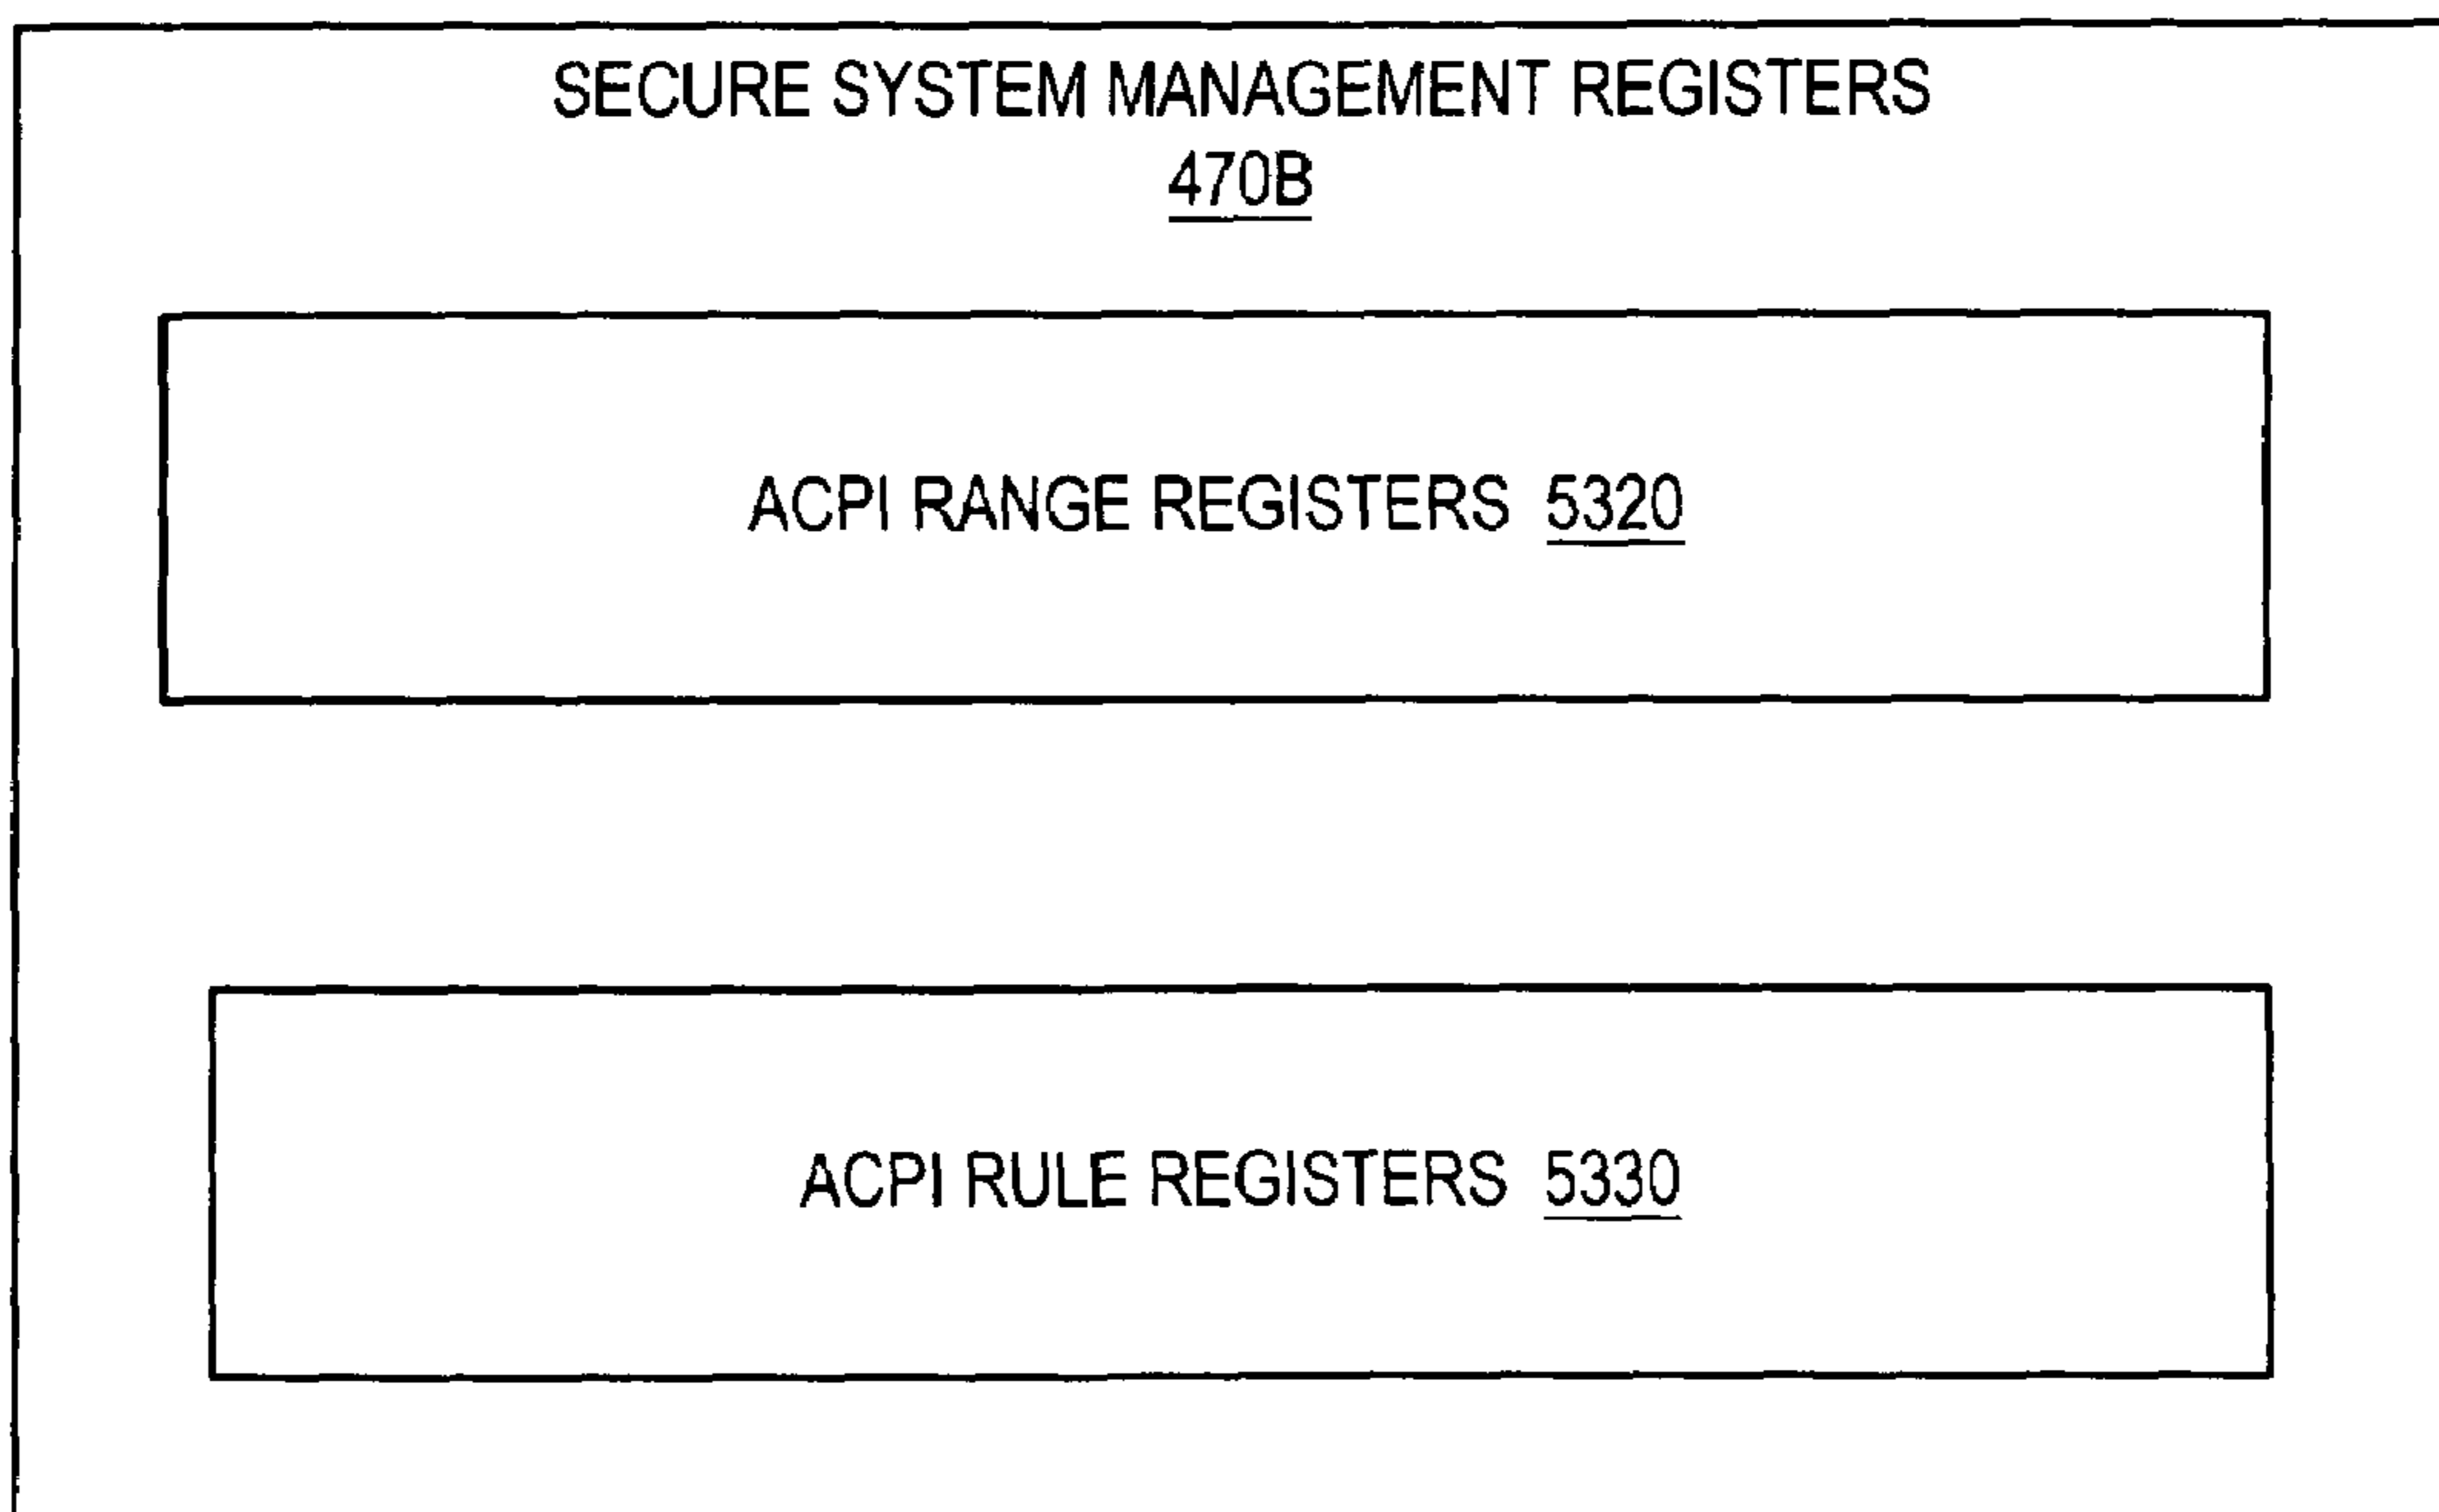 SECURE SYSTEM MANAGEMENT REGISTERS
470B
ACPI RANGE REGISTERS 5320
ACPI RULE REGISTERS 5330